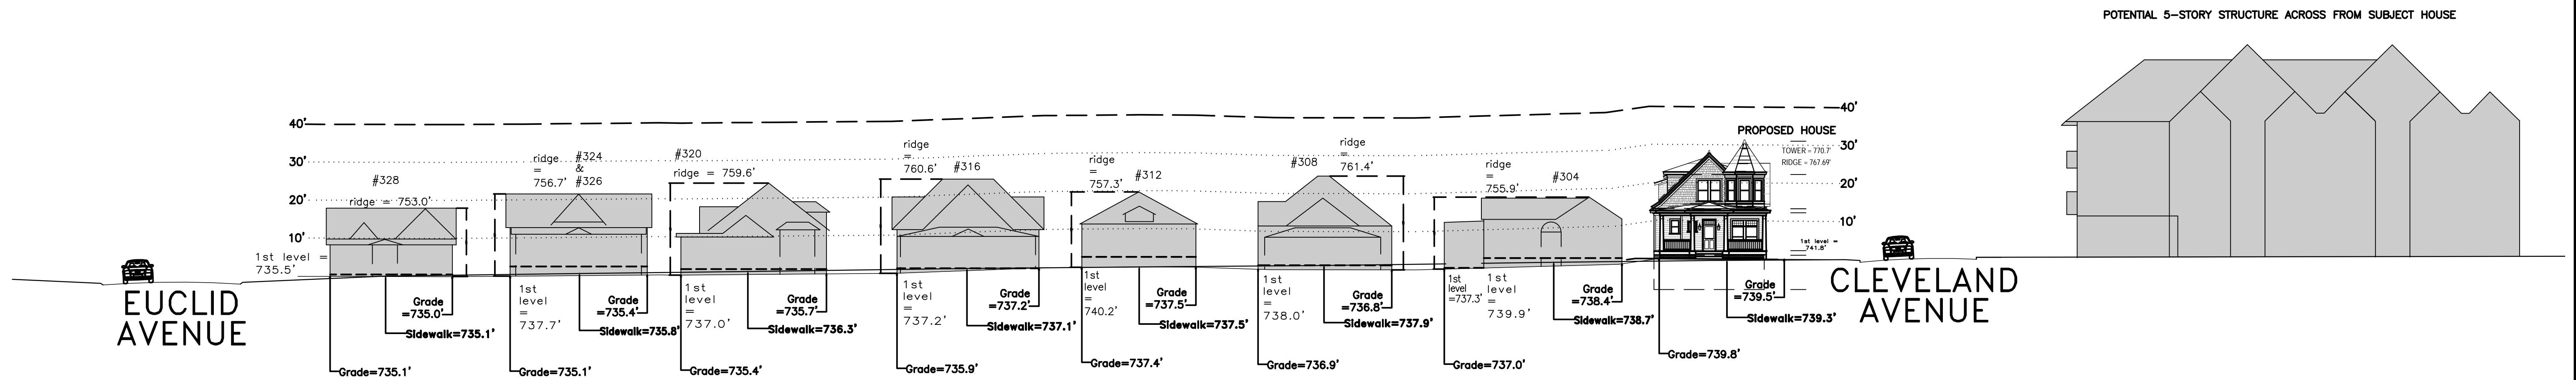 POTENTIAL 5-STORY STRUCTURE ACROSS FROM SUBJECT HOUSE
40'
30'
20'
10'
EUCLID
AVENUE
1st level =
735.5'
#328
ridge = 753.0'
Grade
=735.0'
Sidewalk=735.1'
Grade=735.1'
ridge
=
756.7'
#324
&
#326
1st
level
=
737.7'
Grade
=735.4'
Sidewalk=735.8'
Grade=735.1'
#320
ridge = 759.6'
1st
level
=
737.0'
Grade
=735.7'
Sidewalk=736.3'
Grade=735.4'
ridge
=
760.6'
#316
1st
level
=
737.2'
Grade
=737.2'
Sidewalk=737.1'
Grade=735.9'
ridge
=
757.3'
#312
1st
level
=
740.2'
Grade
=737.5'
Sidewalk=737.5'
Grade=737.4'
#308
ridge
=
761.4'
1st
level
=
738.0'
Grade
=736.8'
Sidewalk=737.9'
Grade=736.9'
ridge
=
755.9'
#304
1st
level
=737.3'
1st
level
=
739.9'
Grade
=738.4'
Sidewalk=738.7'
Grade=737.0'
PROPOSED HOUSE
TOWER = 770.7'
RIDGE = 767.69'
1st level =
741.8'
Grade
=739.5'
Sidewalk=739.3'
Grade=739.8'
40'
30'
20'
10'
CLEVELAND
AVENUE